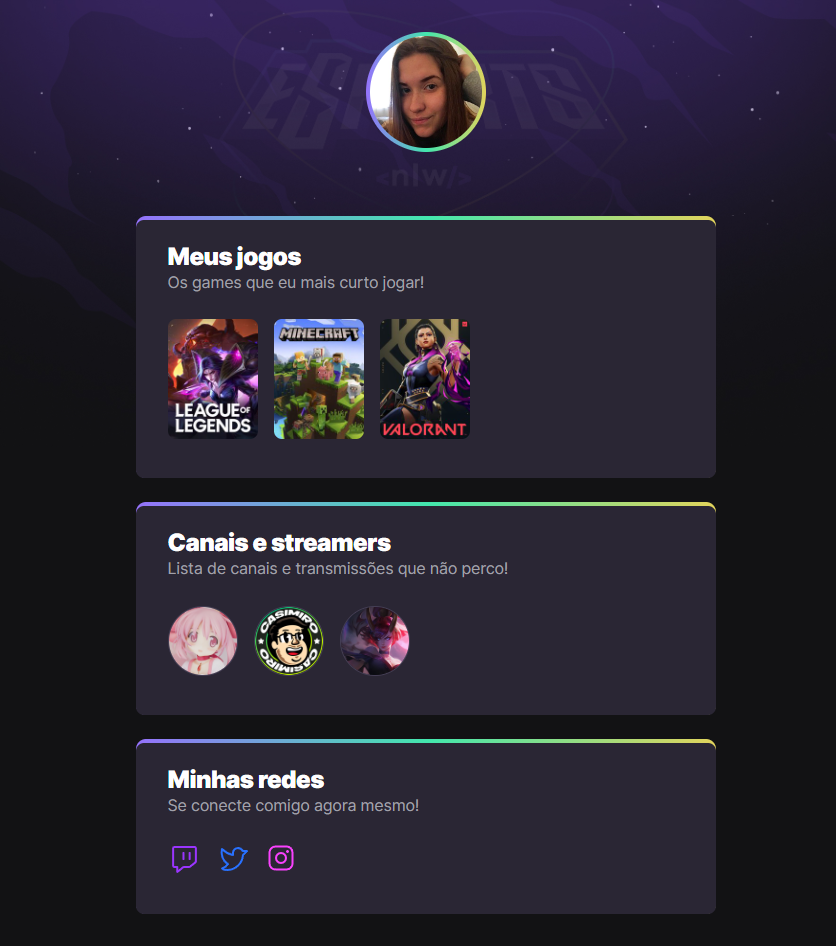 ESPORTS
<nlw/>
Meus jogos
Os games que eu mais curto jogar!
LEAGUE OF
LEGENDS
MINECRAFT
VALORANT
Canais e streamers
Lista de canais e transmissões que não perco!
CASIMIRO
CASIMIRO
Minhas redes
Se conecte comigo agora mesmo!